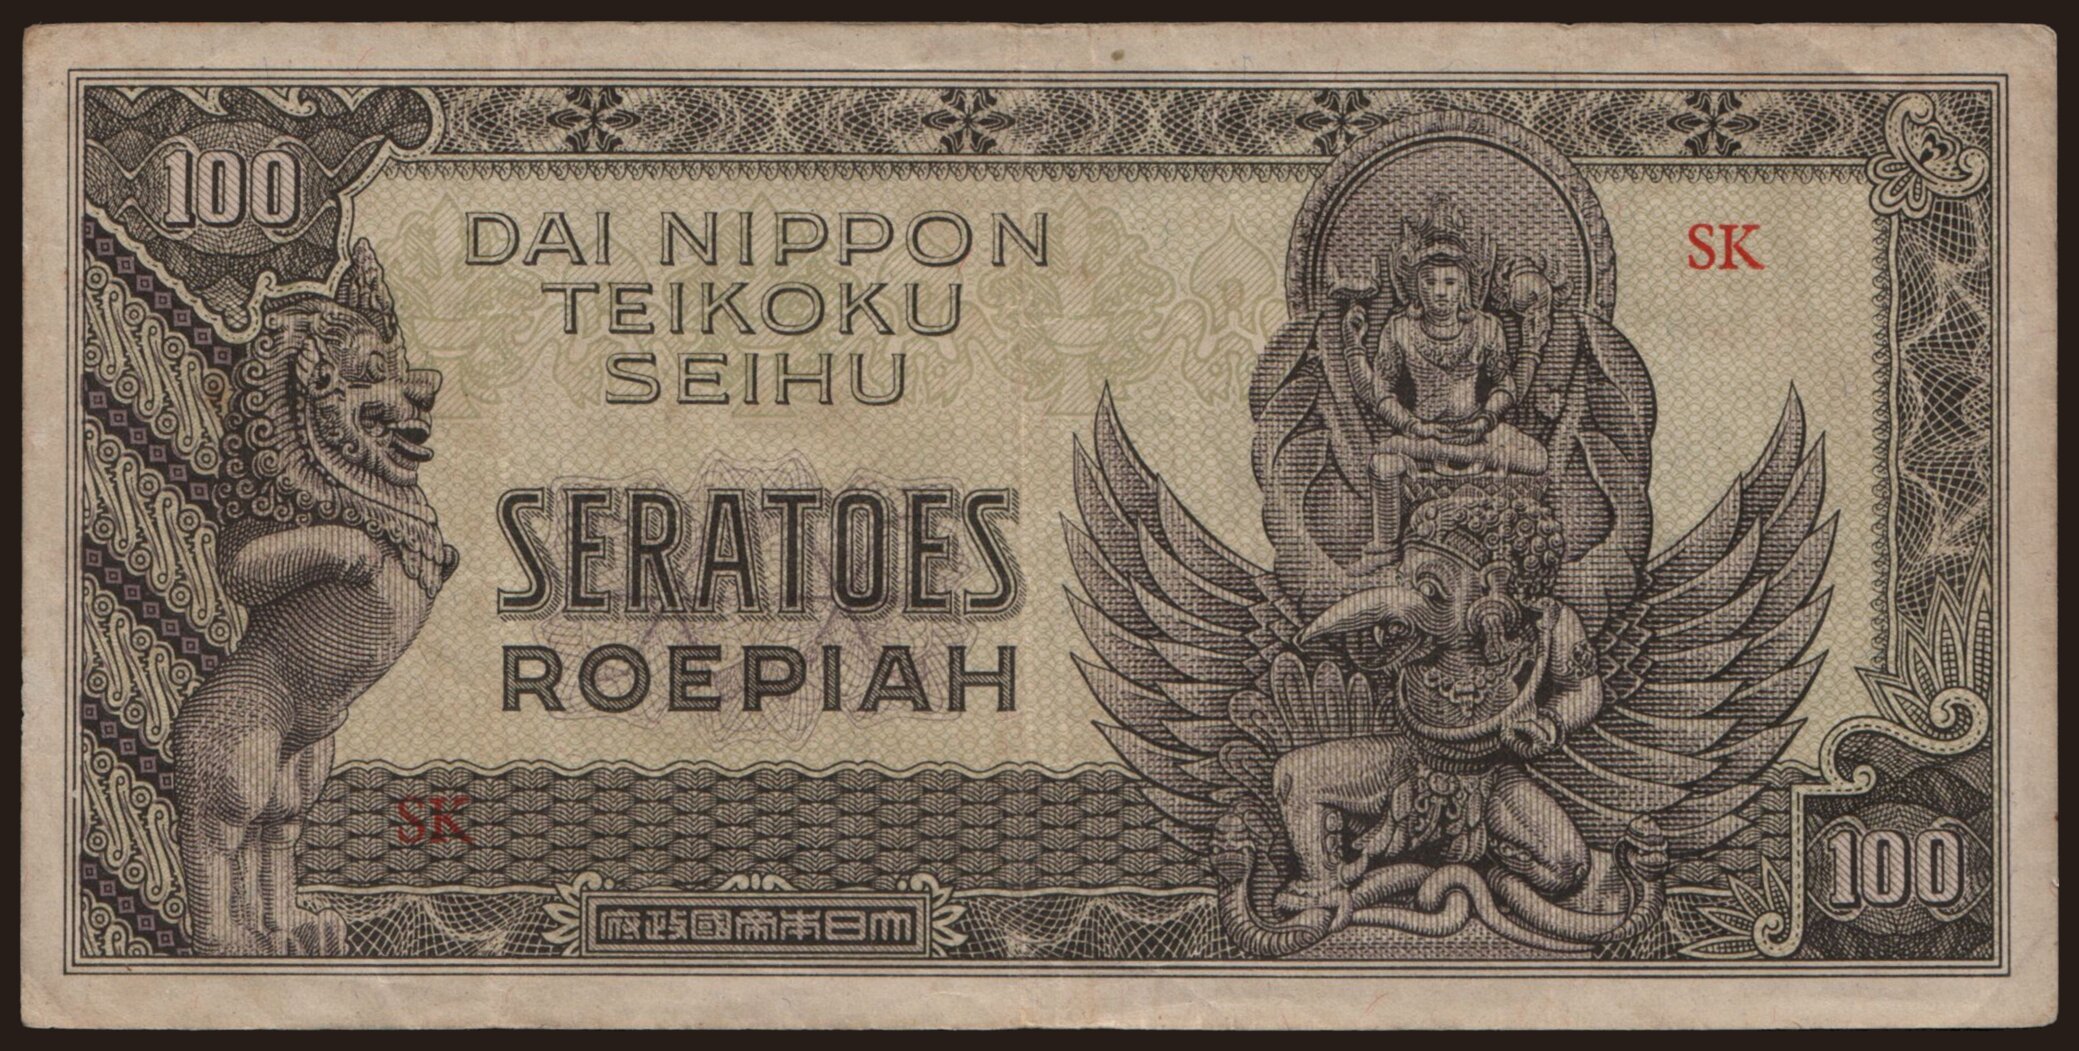 100
DAI NIPPON
TEIKOKU
SEIHU
SK
SERATOES
ROEPIAH
SK
府政國帝本日大
100